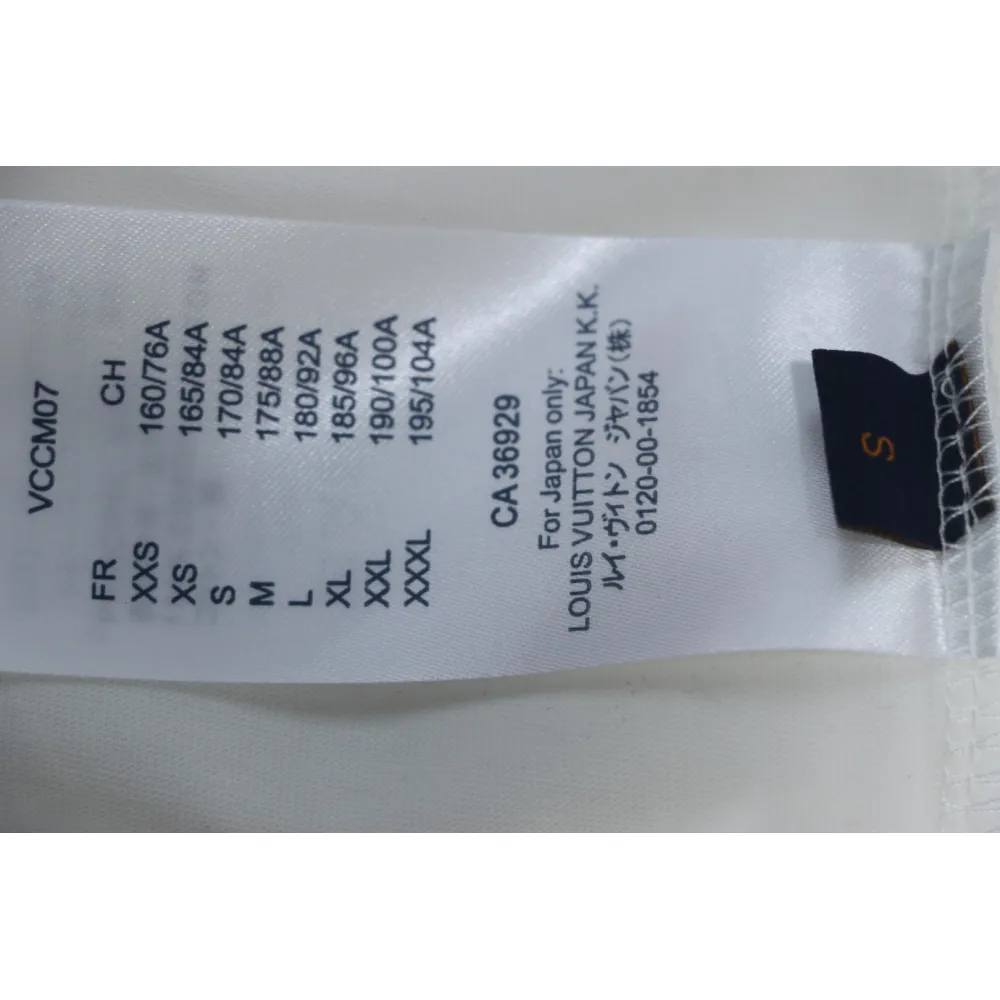 VCCM07
FR CH
XXS 160/76A
XS 165/84A
S 170/84A
M 175/88A
L 180/92A
XL 185/96A
XXL 190/100A
XXXL 195/104A
CA 36929
For Japan only:
LOUIS VUITTON JAPAN K.K.
ルイ・ヴィトン ジャパン(株)
0120-00-1854
S